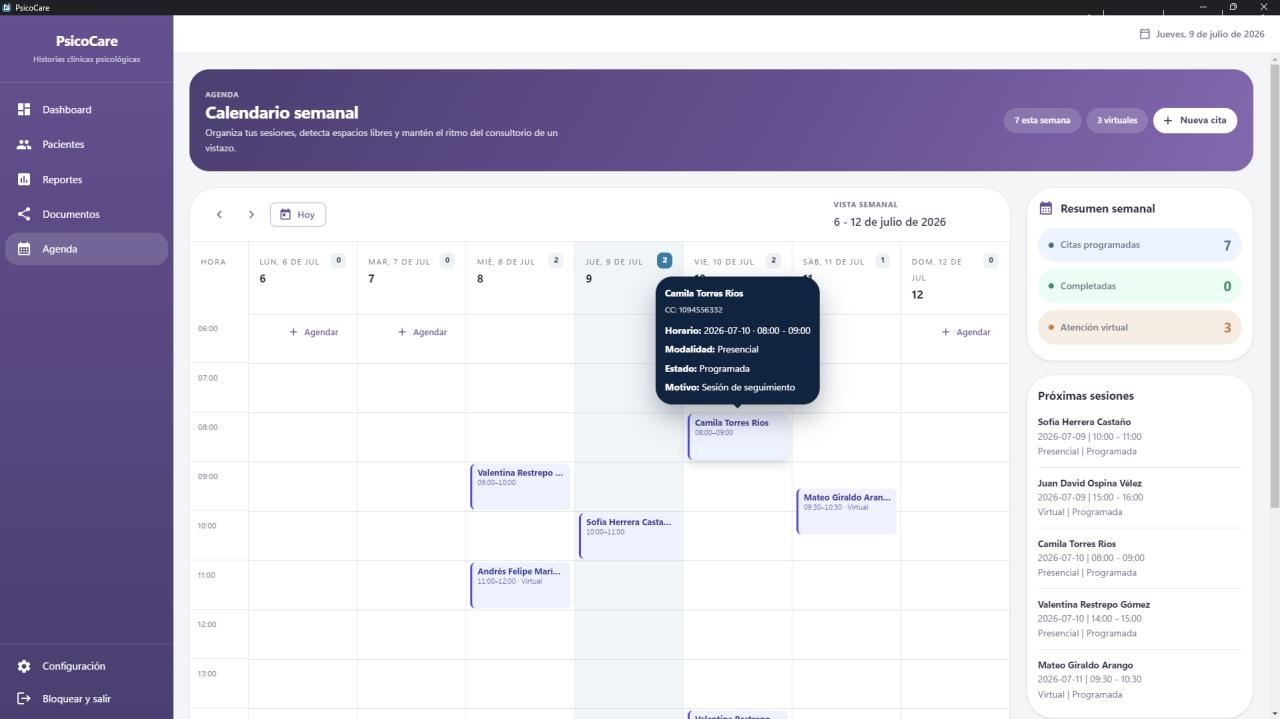 PsicoCare
PsicoCare
Historias clínicas psicológicas
Dashboard
Pacientes
Reportes
Documentos
Agenda
Configuración
Bloquear y salir
Jueves, 9 de julio de 2026
AGENDA
Calendario semanal
Organiza tus sesiones, detecta espacios libres y mantén el ritmo del consultorio de un
vistazo.
7 esta semana
3 virtuales
+ Nueva cita
Hoy
VISTA SEMANAL
6 - 12 de julio de 2026
HORA
LUN, 6 DE JUL
0
6
MAR, 7 DE JUL
0
7
MIÉ, 8 DE JUL
2
8
JUE, 9 DE JUL
2
9
VIE, 10 DE JUL
2
SÁB, 11 DE JUL
1
DOM, 12 DE
JUL
0
12
Camila Torres Ríos
CC: 1094556332
Horario: 2026-07-10 · 08:00 - 09:00
Modalidad: Presencial
Estado: Programada
Motivo: Sesión de seguimiento
06:00
+ Agendar
+ Agendar
+ Agendar
07:00
08:00
Camila Torres Ríos
08:00–09:00
09:00
Valentina Restrepo ...
09:00–10:00
Mateo Giraldo Aran...
09:30–10:30 · Virtual
10:00
Sofía Herrera Casta...
10:00–11:00
11:00
Andrés Felipe Mari...
11:00–12:00 · Virtual
12:00
13:00
Valentina Restrepo
Resumen semanal
Citas programadas
7
Completadas
0
Atención virtual
3
Próximas sesiones
Sofía Herrera Castaño
2026-07-09 | 10:00 - 11:00
Presencial | Programada
Juan David Ospina Vélez
2026-07-09 | 15:00 - 16:00
Virtual | Programada
Camila Torres Ríos
2026-07-10 | 08:00 - 09:00
Presencial | Programada
Valentina Restrepo Gómez
2026-07-10 | 14:00 - 15:00
Presencial | Programada
Mateo Giraldo Arango
2026-07-11 | 09:30 - 10:30
Virtual | Programada